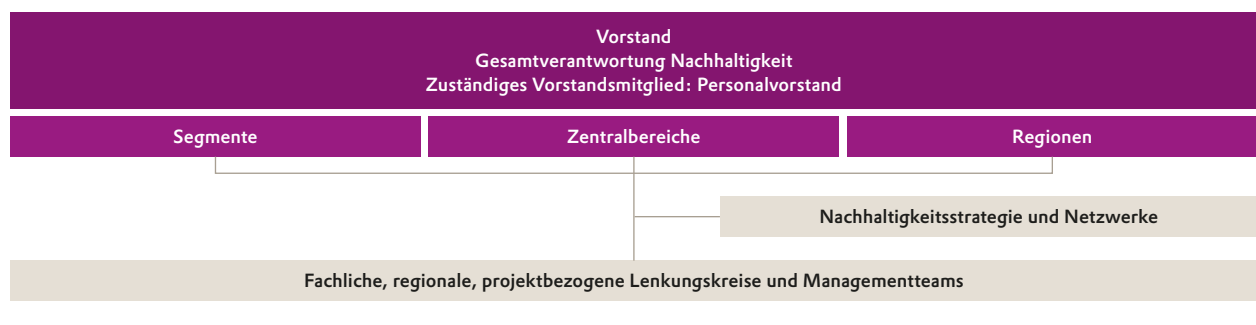 Vorstand
Gesamtverantwortung Nachhaltigkeit
Zuständiges Vorstandsmitglied: Personalvorstand
Segmente
Zentralbereiche
Regionen
Nachhaltigkeitsstrategie und Netzwerke
Fachliche, regionale, projektbezogene Lenkungskreise und Managementteams